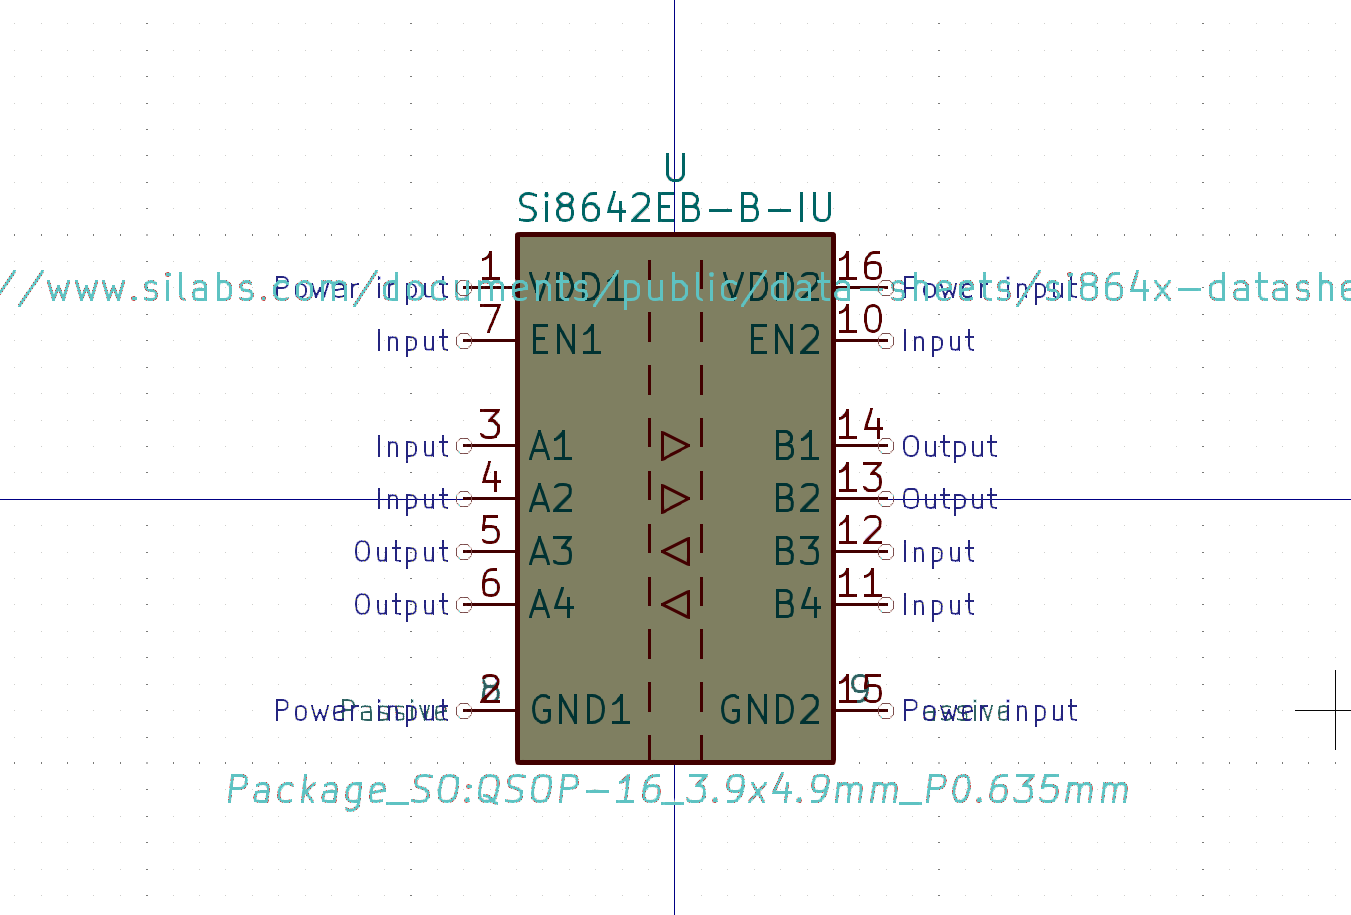 U
Si8642EB-B-IU
1 16
//www.silabs.com/documents/public/data-sheets/si864x-datashe
Power input VDD1 VDD2 Power input
7 10
Input EN1 EN2 Input
3 14
Input A1 B1 Output
4 13
Input A2 B2 Output
5 12
Output A3 B3 Input
6 11
Output A4 B4 Input
2 8 15 9
Power input Passive GND1 GND2 Power input Passive
Package_SO:QSOP-16_3.9x4.9mm_P0.635mm